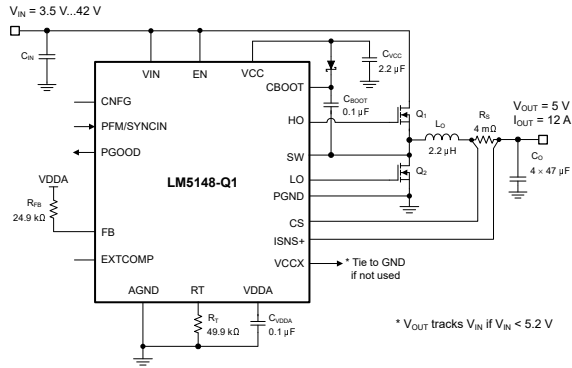 V_IN = 3.5 V...42 V
C_IN
VIN
EN
VCC
C_VCC
2.2 µF
CBOOT
C_BOOT
0.1 µF
CNFG
PFM/SYNCIN
PGOOD
HO
Q₁
L_O
2.2 µH
R_S
4 mΩ
V_OUT = 5 V
I_OUT = 12 A
SW
VDDA
LM5148-Q1
LO
Q₂
C_O
4 × 47 µF
PGND
R_FB
24.9 kΩ
FB
CS
ISNS+
EXTCOMP
VCCX
* Tie to GND
if not used
AGND
RT
VDDA
R_T
49.9 kΩ
C_VDDA
0.1 µF
* V_OUT tracks V_IN if V_IN < 5.2 V